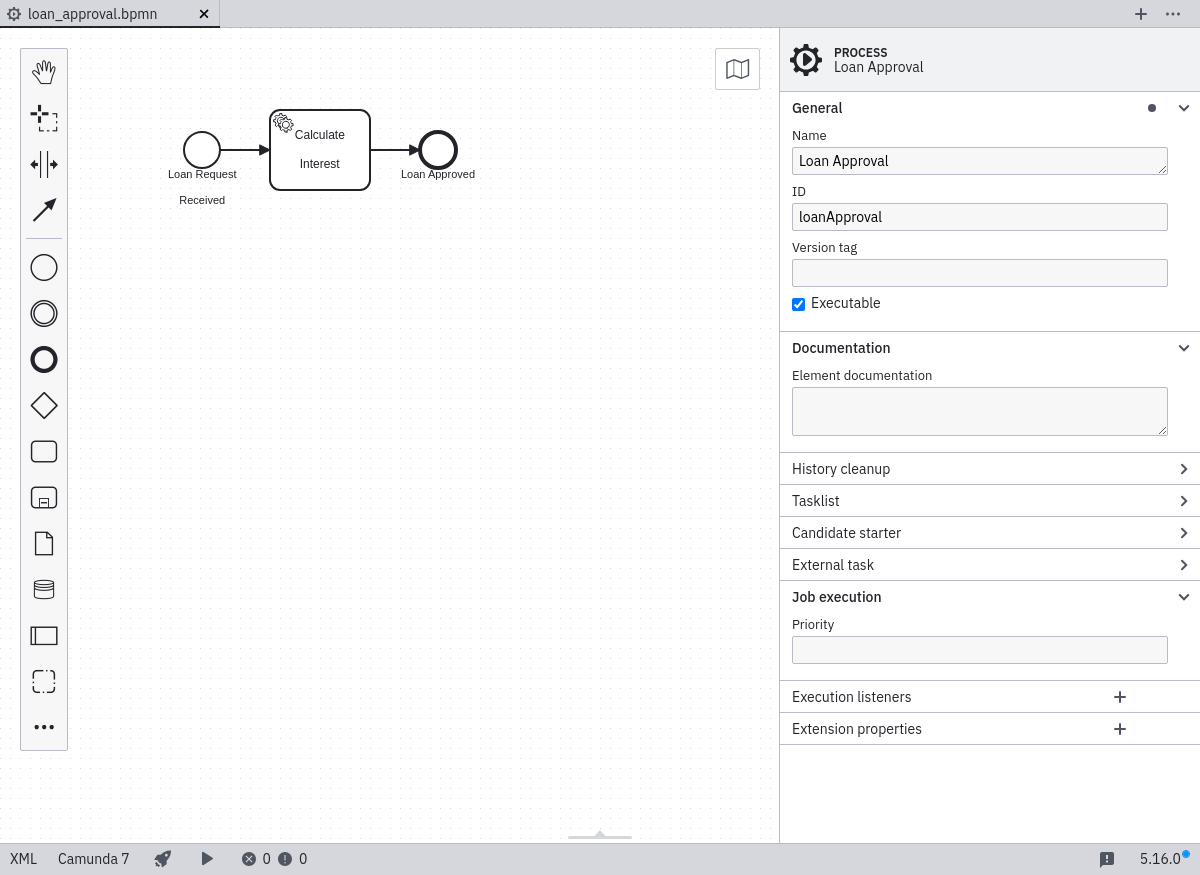 loan_approval.bpmn
PROCESS
Loan Approval
General
Name
Loan Approval
ID
loanApproval
Version tag
Executable
Documentation
Element documentation
History cleanup
Tasklist
Candidate starter
External task
Job execution
Priority
Execution listeners
Extension properties
Calculate
Interest
Loan Request
Received
Loan Approved
XML
Camunda 7
0
0
5.16.0